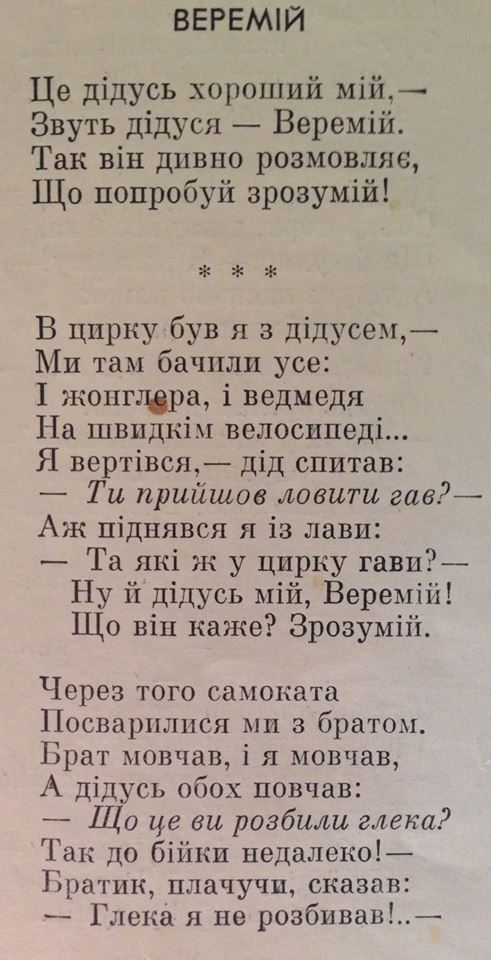 ВЕРЕМІЙ
Це дідусь хороший мій,—
Звуть дідуся — Веремій.
Так він дивно розмовляє,
Що попробуй зрозумій!
* * *
В цирку був я з дідусем,—
Ми там бачили усе:
І жонглера, і ведмедя
На швидкім велосипеді...
Я вертівся,— дід спитав:
— Ти прийшов ловити гав?—
Аж піднявся я із лави:
— Та які ж у цирку гави?—
Ну й дідусь мій, Веремій!
Що він каже? Зрозумій.
Через того самоката
Посварилися ми з братом.
Брат мовчав, і я мовчав,
А дідусь обох повчав:
— Що це ви розбили глека?
Так до бійки недалеко!—
Братик, плачучи, сказав:
— Глека я не розбивав!..—